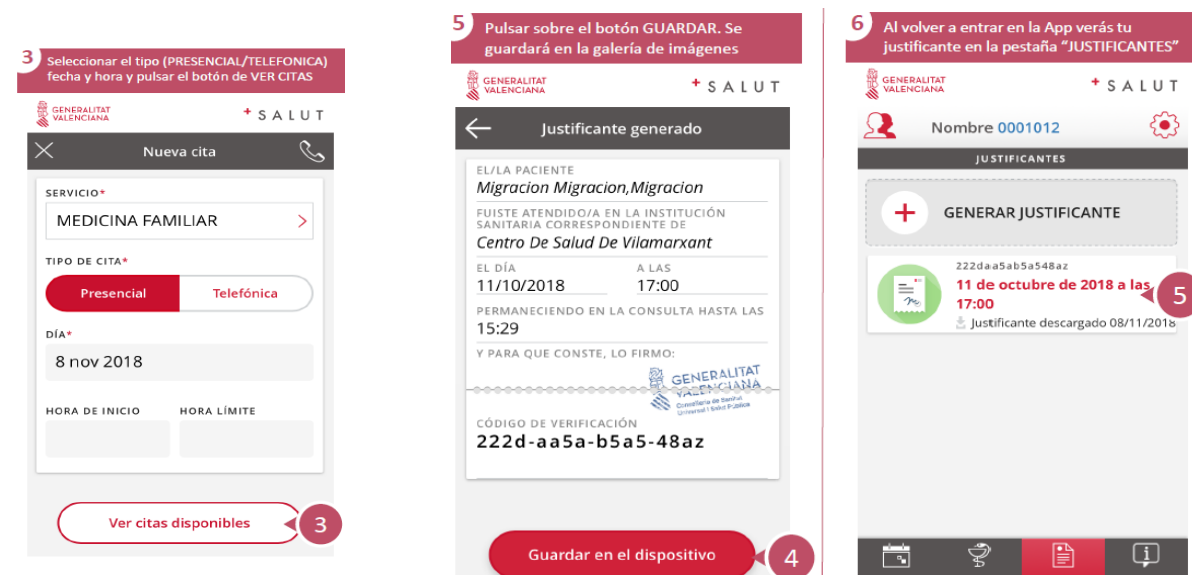 3
Seleccionar el tipo (PRESENCIAL/TELEFONICA)
fecha y hora y pulsar el botón de VER CITAS
GENERALITAT
VALENCIANA
+ SALUT
Nueva cita
SERVICIO*
MEDICINA FAMILIAR
TIPO DE CITA*
Presencial Telefónica
DÍA*
8 nov 2018
HORA DE INICIO HORA LÍMITE
Ver citas disponibles
3
5
Pulsar sobre el botón GUARDAR. Se
guardará en la galería de imágenes
GENERALITAT
VALENCIANA
+ SALUT
Justificante generado
EL/LA PACIENTE
Migracion Migracion,Migracion
FUISTE ATENDIDO/A EN LA INSTITUCIÓN
SANITARIA CORRESPONDIENTE DE
Centro De Salud De Vilamarxant
EL DÍA A LAS
11/10/2018 17:00
PERMANECIENDO EN LA CONSULTA HASTA LAS
15:29
Y PARA QUE CONSTE, LO FIRMO:
GENERALITAT
VALENCIANA
Conselleria de Sanitat
Universal i Salut Pública
CÓDIGO DE VERIFICACIÓN
222d-aa5a-b5a5-48az
Guardar en el dispositivo
4
6
Al volver a entrar en la App verás tu
justificante en la pestaña “JUSTIFICANTES”
GENERALITAT
VALENCIANA
+ SALUT
Nombre 0001012
JUSTIFICANTES
+ GENERAR JUSTIFICANTE
222daa5ab5a548az
11 de octubre de 2018 a las
17:00
Justificante descargado 08/11/2018
5